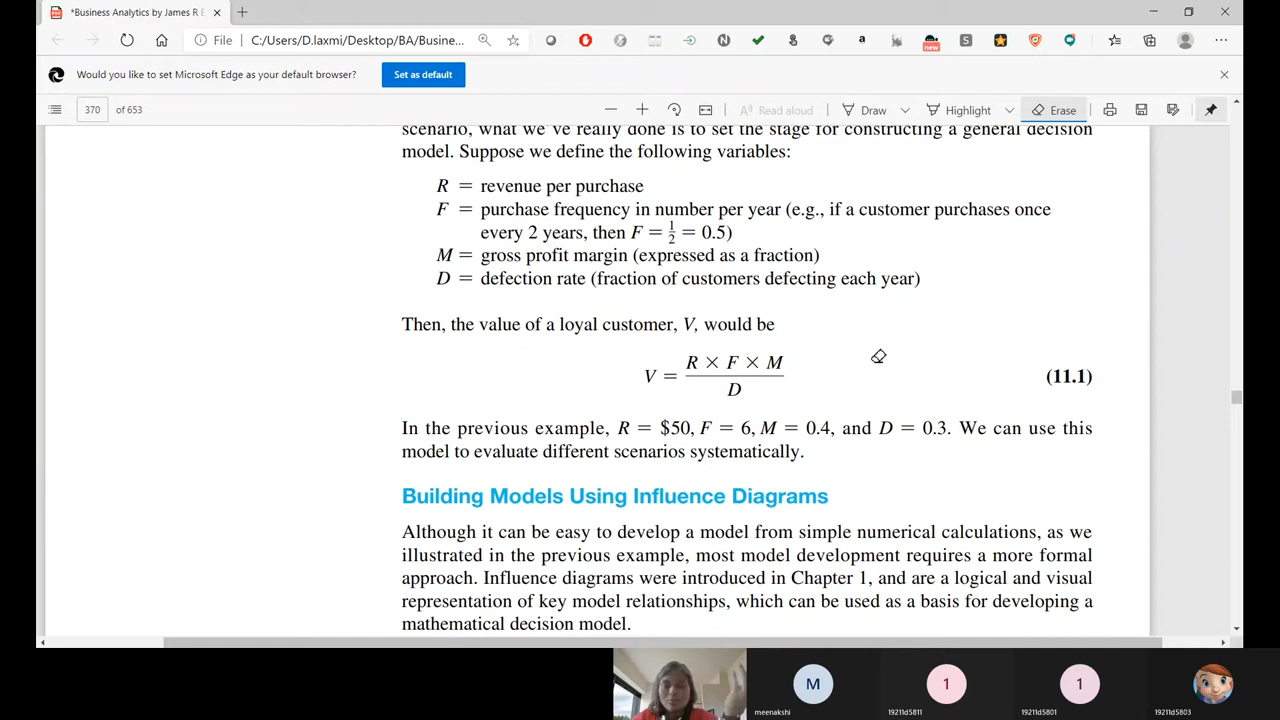 *Business Analytics by James R E
File
C:/Users/D.laxmi/Desktop/BA/Busine...
a
new
S
Would you like to set Microsoft Edge as your default browser?
Set as default
370
of 653
Read aloud
Draw
Highlight
Erase
scenario, what we've really done is to set the stage for constructing a general decision
model. Suppose we define the following variables:
R = revenue per purchase
F = purchase frequency in number per year (e.g., if a customer purchases once
every 2 years, then F = 1/2 = 0.5)
M = gross profit margin (expressed as a fraction)
D = defection rate (fraction of customers defecting each year)
Then, the value of a loyal customer, V, would be
R × F × M
V =
D
(11.1)
In the previous example, R = $50, F = 6, M = 0.4, and D = 0.3. We can use this
model to evaluate different scenarios systematically.
Building Models Using Influence Diagrams
Although it can be easy to develop a model from simple numerical calculations, as we
illustrated in the previous example, most model development requires a more formal
approach. Influence diagrams were introduced in Chapter 1, and are a logical and visual
representation of key model relationships, which can be used as a basis for developing a
mathematical decision model.
M
1
1
meenakshi
19211d5811
19211d5801
19211d5803